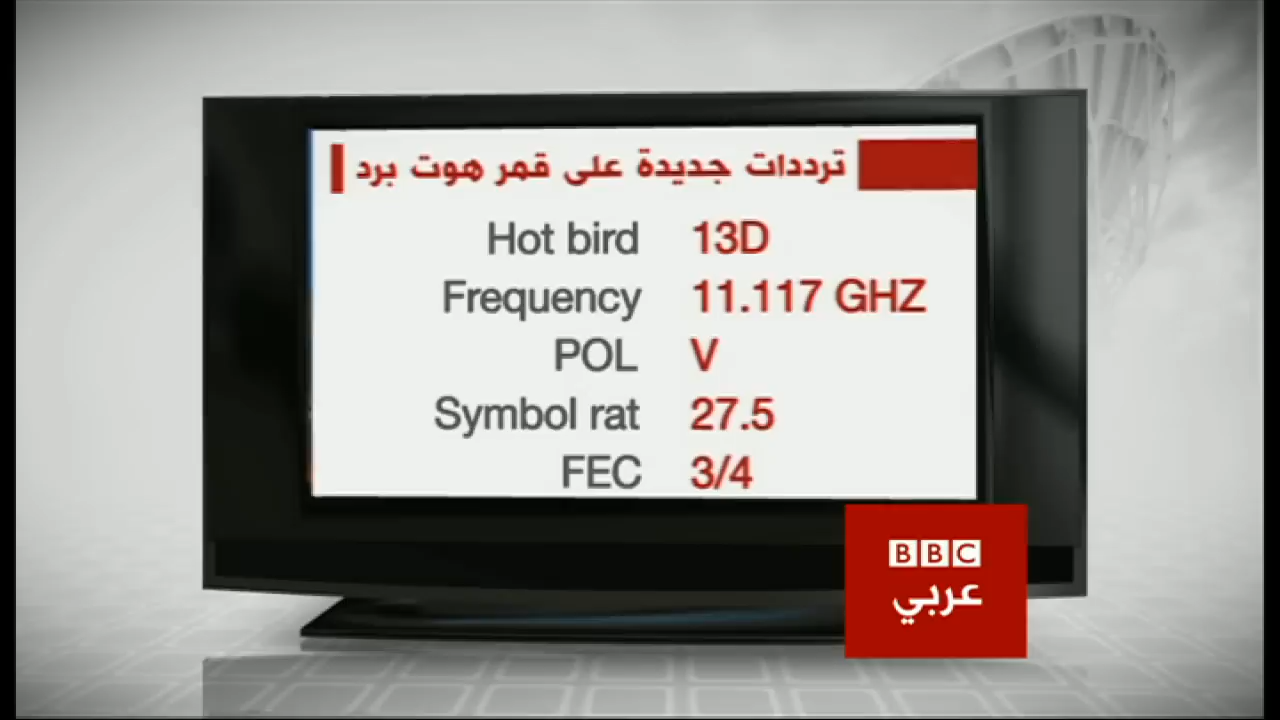 ترددات جديدة على قمر هوت برد
Hot bird 13D
Frequency 11.117 GHZ
POL V
Symbol rat 27.5
FEC 3/4
BBC
عربي